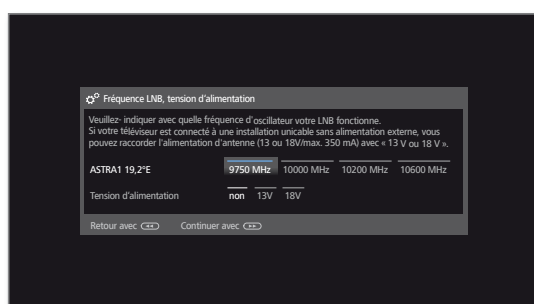 Fréquence LNB, tension d'alimentation
Veuillez- indiquer avec quelle fréquence d'oscillateur votre LNB fonctionne.
Si votre téléviseur est connecté à une installation unicable sans alimentation externe, vous
pouvez raccorder l'alimentation d'antenne (13 ou 18V/max. 350 mA) avec « 13 V ou 18 V ».
ASTRA1 19,2°E 9750 MHz 10000 MHz 10200 MHz 10600 MHz
Tension d'alimentation non 13V 18V
Retour avec Continuer avec